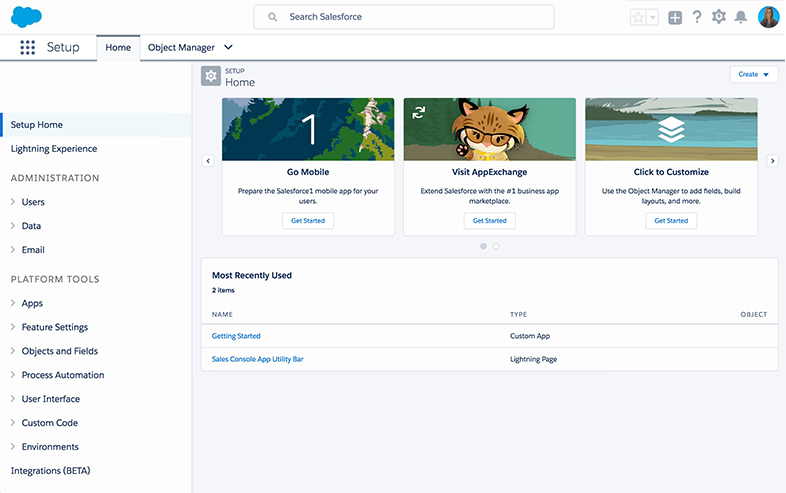 Search Salesforce
Setup
Home
Object Manager
Setup Home
Lightning Experience
ADMINISTRATION
Users
Data
Email
PLATFORM TOOLS
Apps
Feature Settings
Objects and Fields
Process Automation
User Interface
Custom Code
Environments
Integrations (BETA)
SETUP
Home
Create
1
Go Mobile
Prepare the Salesforce1 mobile app for your
users.
Get Started
Visit AppExchange
Extend Salesforce with the #1 business app
marketplace.
Get Started
Click to Customize
Use the Object Manager to add fields, build
layouts, and more.
Get Started
Most Recently Used
2 items
NAME TYPE OBJECT
Getting Started Custom App
Sales Console App Utility Bar Lightning Page